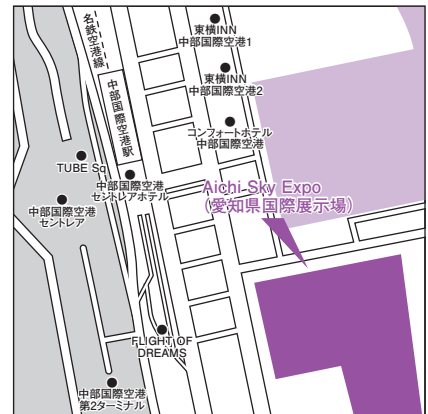 東横INN
中部国際空港1
名鉄空港線
東横INN
中部国際空港2
中部国際空港駅
コンフォートホテル
中部国際空港
TUBE Sq
中部国際空港
セントレアホテル
Aichi Sky Expo
（愛知県国際展示場）
中部国際空港
セントレア
FLIGHT OF
DREAMS
中部国際空港
第2ターミナル